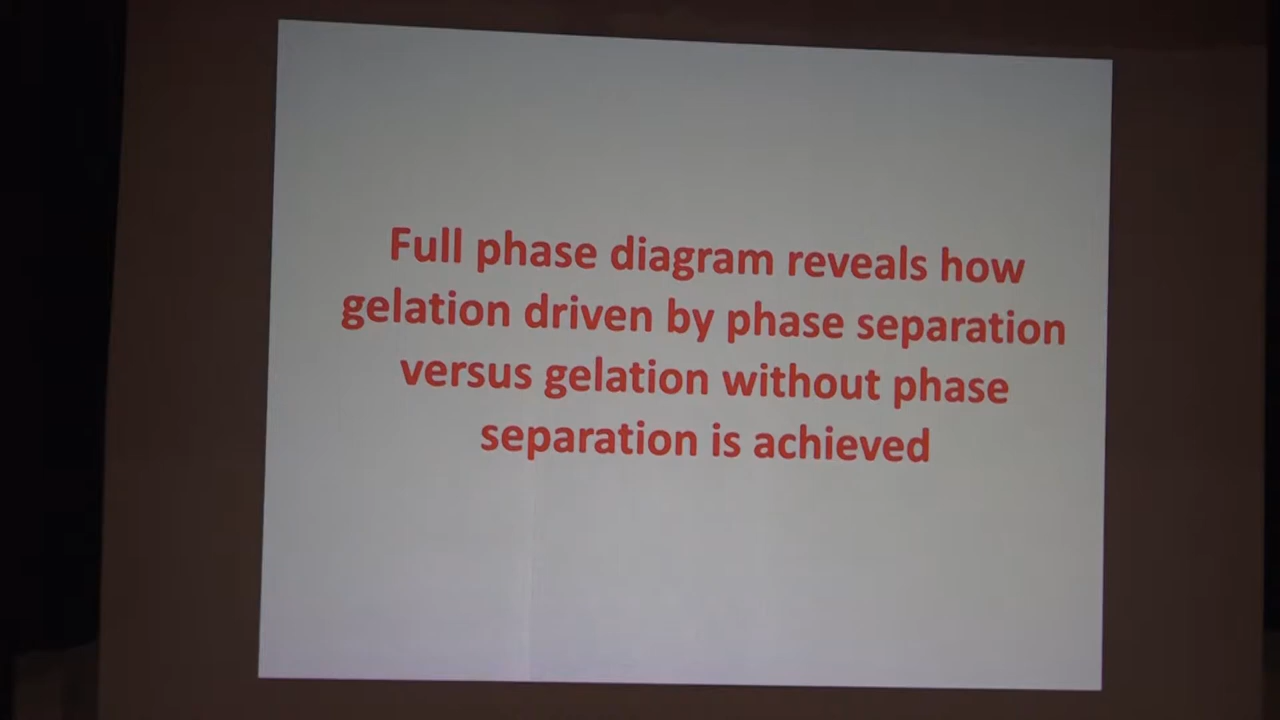 Full phase diagram reveals how
gelation driven by phase separation
versus gelation without phase
separation is achieved